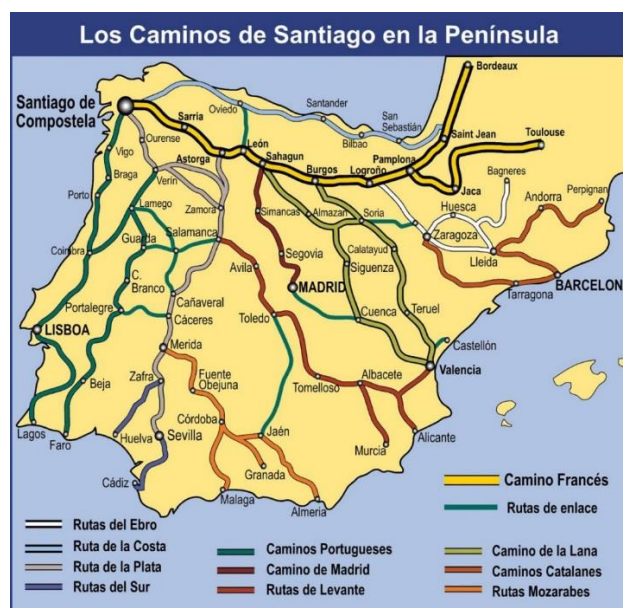 Los Caminos de Santiago en la Península
Bordeaux
Santiago de
Compostela
Oviedo
Santander
San
Sebastián
Bilbao
Saint Jean
Toulouse
Sarria
Ourense
Astorga
León
Sahagun
Burgos
Logroño
Pamplona
Jaca
Bagneres
Perpignan
Andorra
Vigo
Braga
Verin
Porto
Lamego
Zamora
Simancas
Almazan
Soria
Huesca
Zaragoza
Lleida
Coimbra
Guarda
Salamanca
Segovia
Calatayud
Siguenza
Avila
MADRID
Tarragona
BARCELON
C.
Branco
Cañaveral
Portalegre
Cáceres
Toledo
Cuenca
Teruel
Castellón
LISBOA
Merida
Valencia
Beja
Zafra
Fuente
Obejuna
Tomelloso
Albacete
Córdoba
Jaén
Murcia
Alicante
Lagos
Faro
Huelva
Sevilla
Granada
Cádiz
Malaga
Almeria
Camino Francés
Rutas de enlace
Rutas del Ebro
Ruta de la Costa
Ruta de la Plata
Rutas del Sur
Caminos Portugueses
Camino de Madrid
Rutas de Levante
Camino de la Lana
Caminos Catalanes
Rutas Mozarabes